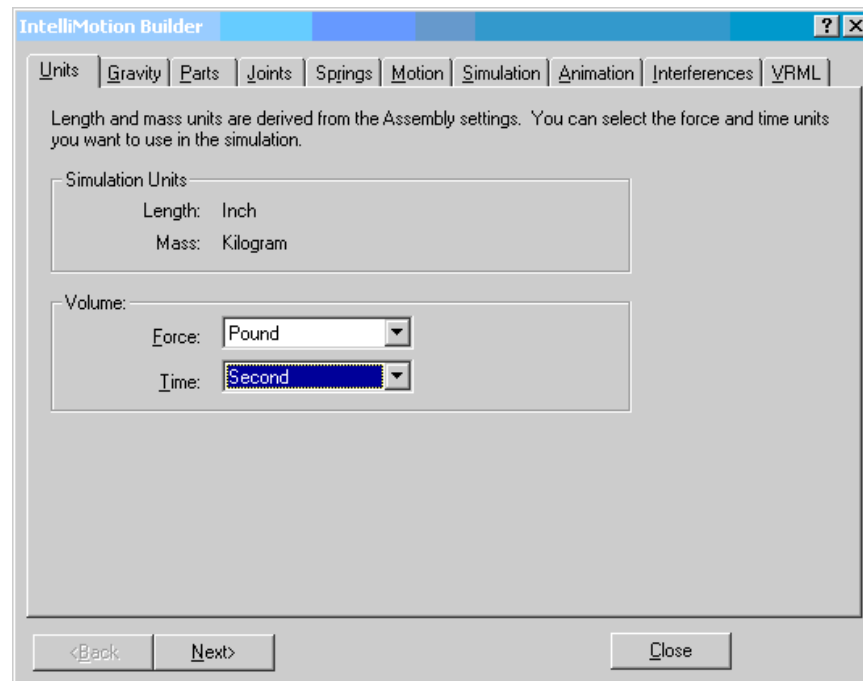 IntelliMotion Builder
Units Gravity Parts Joints Springs Motion Simulation Animation Interferences VRML
Length and mass units are derived from the Assembly settings. You can select the force and time units
you want to use in the simulation.
Simulation Units
Length: Inch
Mass: Kilogram
Volume:
Force: Pound
Time: Second
<Back Next> Close